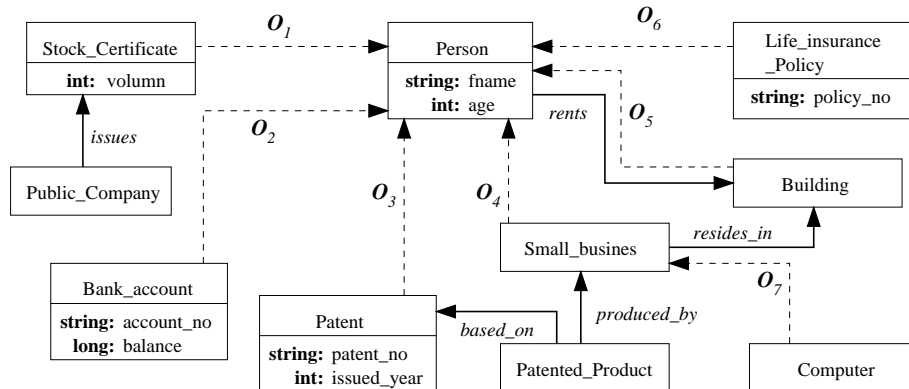 Stock_Certificate
int: volumn
O1
Person
string: fname
int: age
O6
Life_insurance
_Policy
string: policy_no
issues
O2
rents
O5
Public_Company
O3
O4
Building
Small_busines
resides_in
Bank_account
string: account_no
long: balance
O7
Patent
string: patent_no
int: issued_year
based_on
produced_by
Patented_Product
Computer